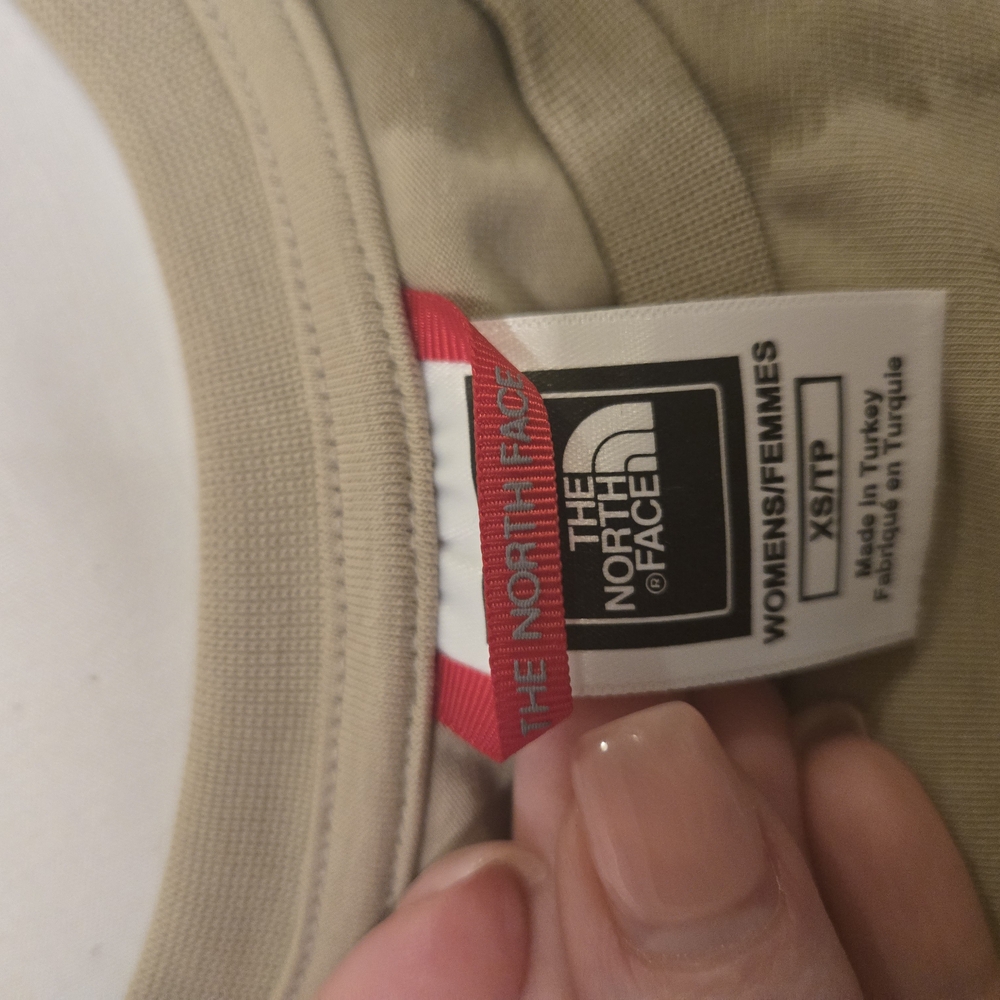 THE NORTH FACE
THE
NORTH
®FACE
WOMENS/FEMMES
XS/TP
Made in Turkey
Fabriqué en Turquie